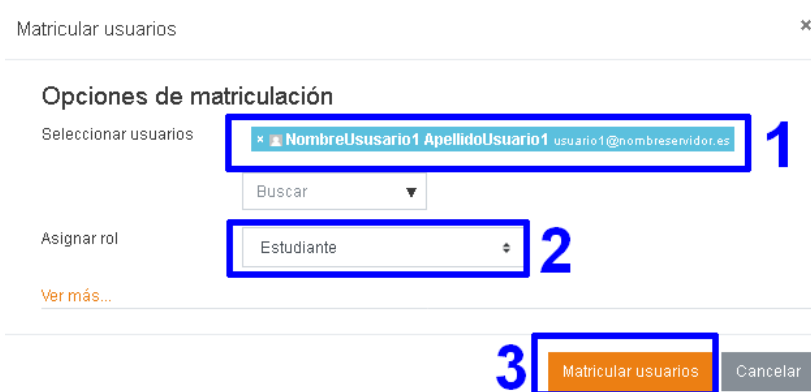 Matricular usuarios ×
Opciones de matriculación
Seleccionar usuarios
× NombreUsusario1 ApellidoUsuario1 usuario1@nombreservidor.es
1
Buscar ▼
Asignar rol
Estudiante
2
Ver más...
3
Matricular usuarios
Cancelar